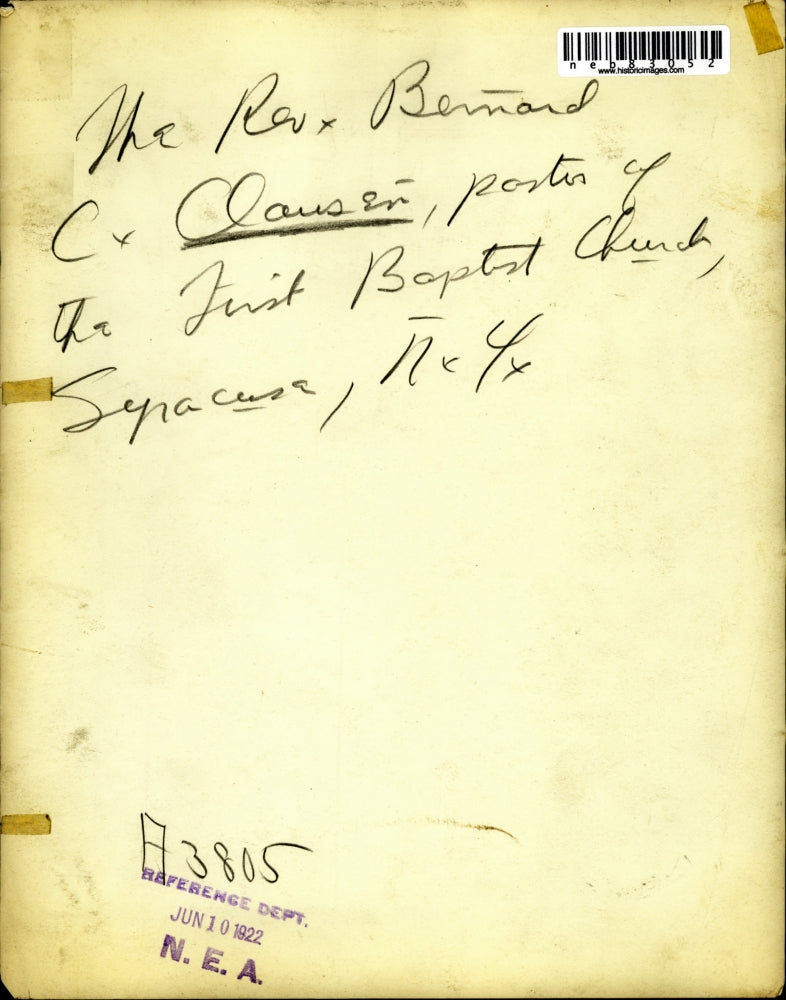 neb83052
www.historicimages.com
The Rev x Bernard
C x Clausen, pastor of
the First Baptist Church,
Syracuse, N x Y x
A3805
REFERENCE DEPT.
JUN 10 1922
N. E. A.